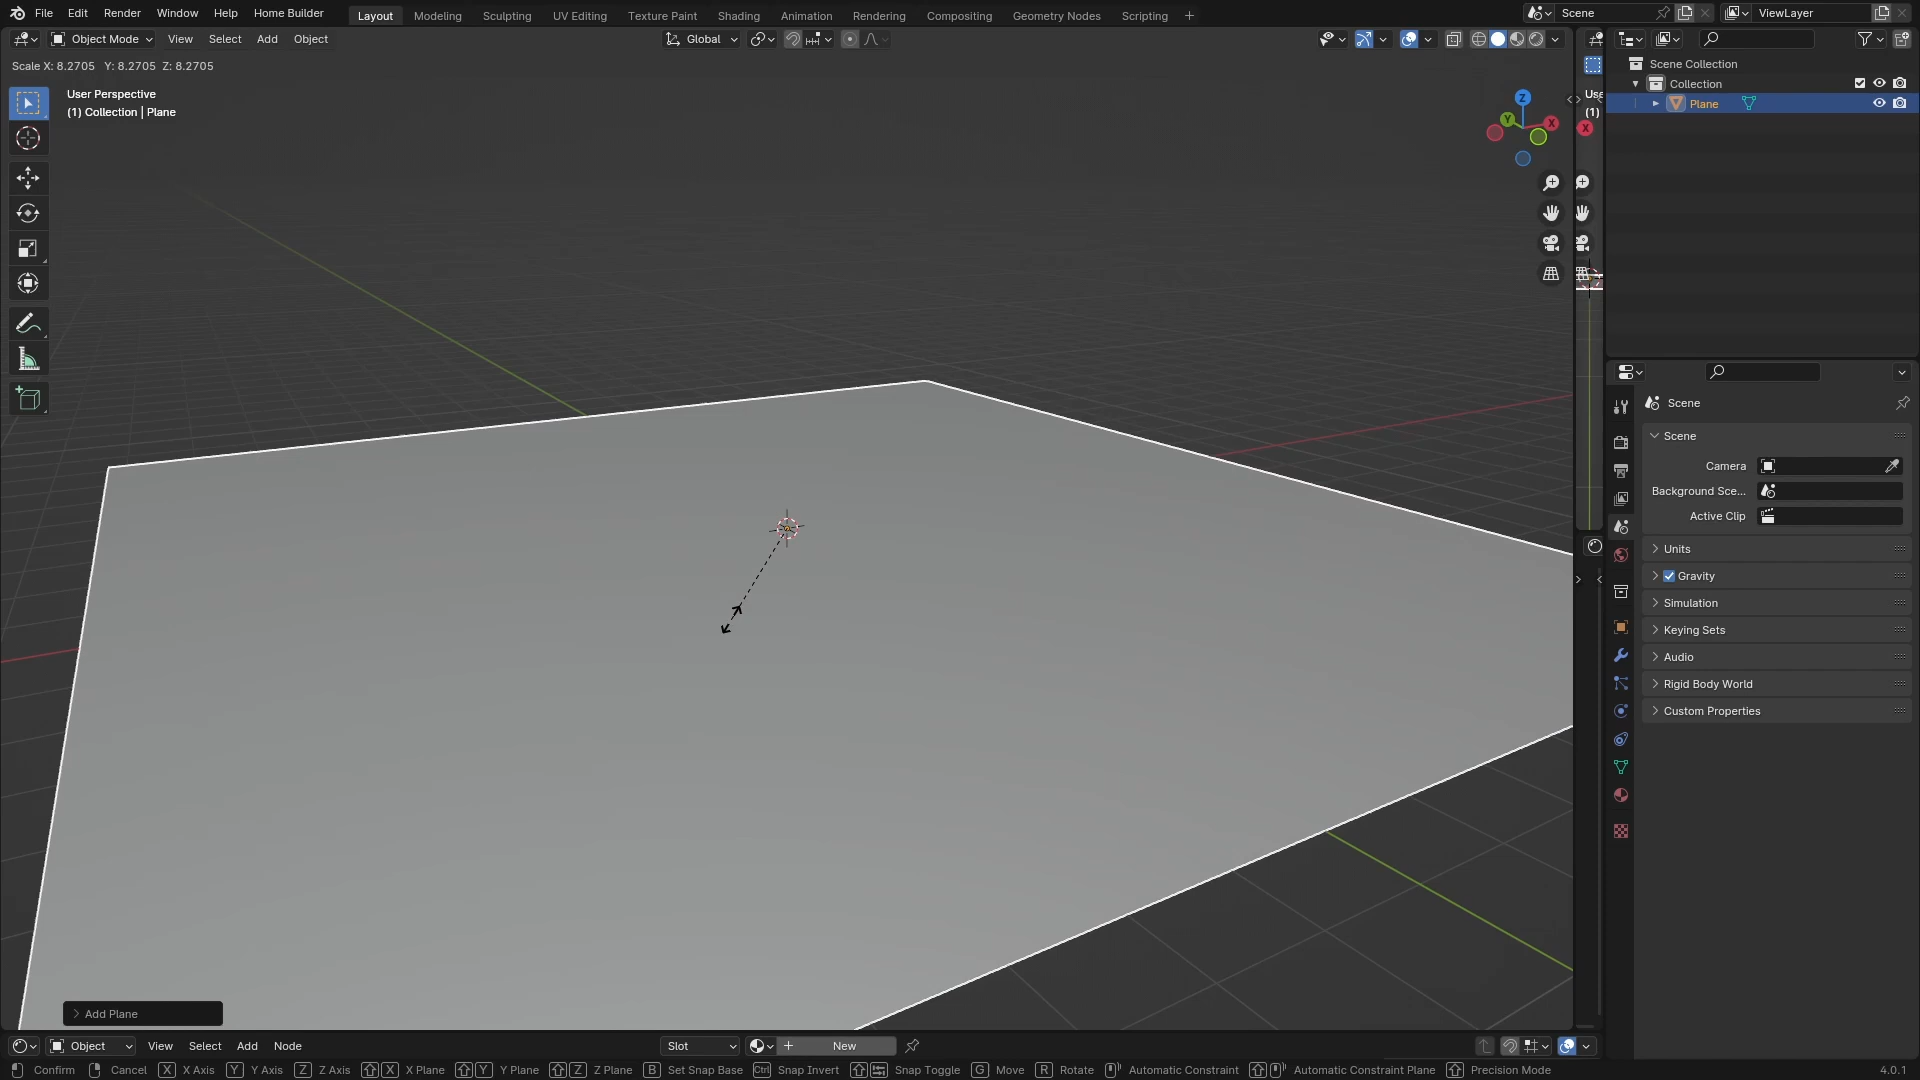 File Edit Render Window Help Home Builder Layout Modeling Sculpting UV Editing Texture Paint Shading Animation Rendering Compositing Geometry Nodes Scripting + Scene ViewLayer
Object Mode View Select Add Object Global
Scale X: 8.2705 Y: 8.2705 Z: 8.2705
User Perspective
(1) Collection | Plane
Z
Y
X
(1)
X
Scene Collection
Collection
Plane
Scene
Scene
Camera
Background Sce...
Active Clip
Units
Gravity
Simulation
Keying Sets
Audio
Rigid Body World
Custom Properties
Add Plane
Object View Select Add Node Slot New
Confirm Cancel X X Axis Y Y Axis Z Z Axis X X Plane Y Y Plane Z Z Plane B Set Snap Base Ctrl Snap Invert Snap Toggle G Move R Rotate Automatic Constraint Automatic Constraint Plane Precision Mode 4.0.1